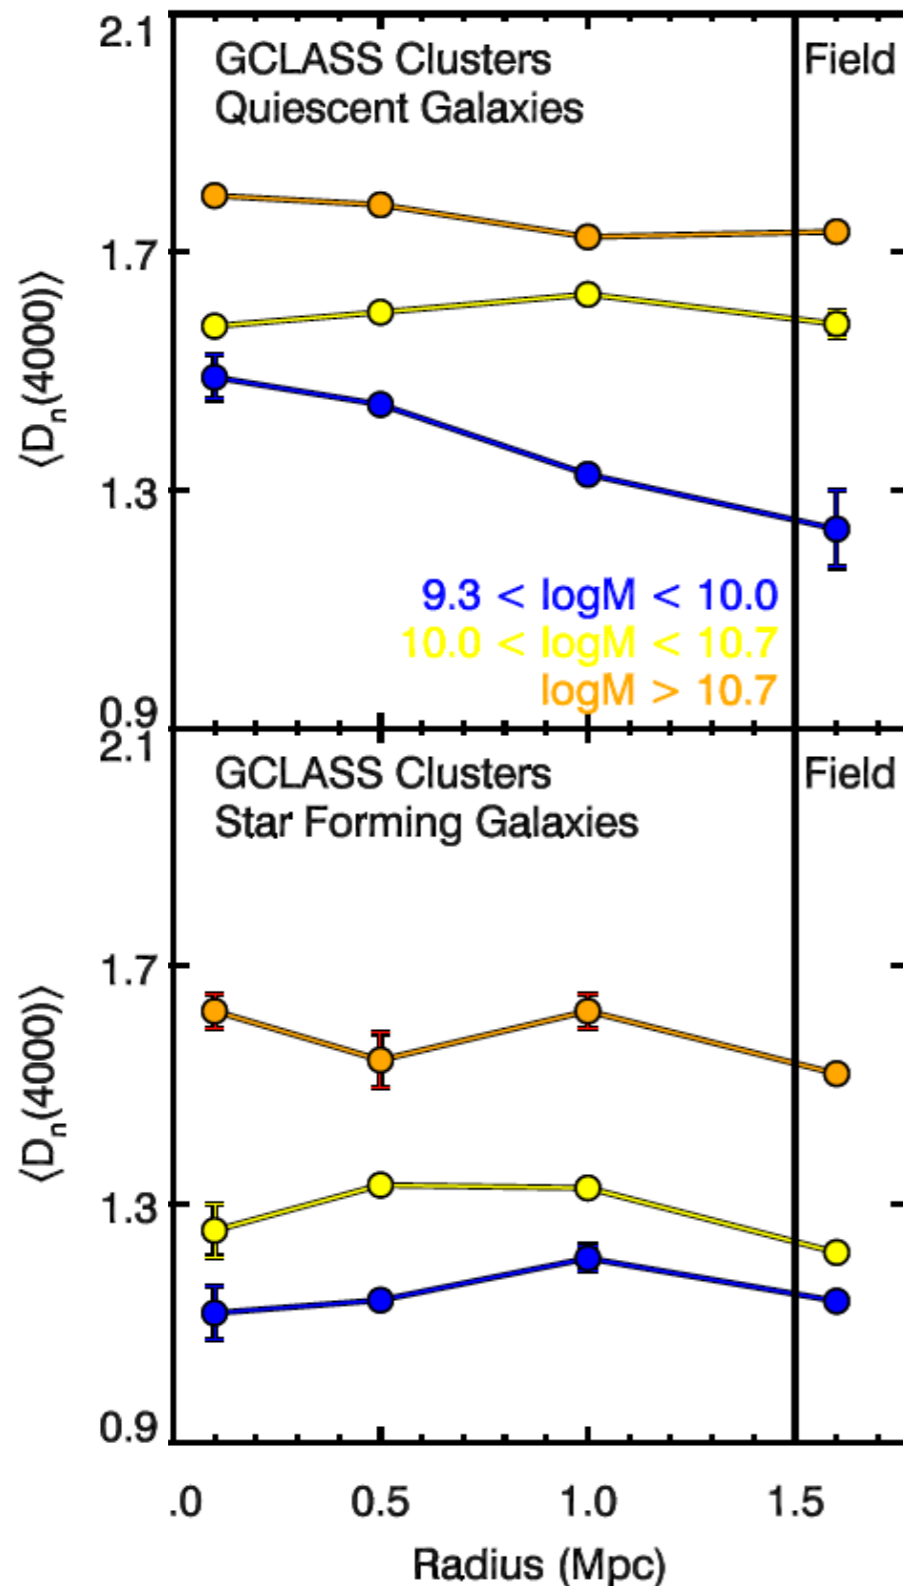 2.1
GCLASS Clusters
Quiescent Galaxies
Field
1.7
⟨Dn(4000)⟩
1.3
9.3 < logM < 10.0
10.0 < logM < 10.7
logM > 10.7
0.9
2.1
GCLASS Clusters
Star Forming Galaxies
Field
1.7
⟨Dn(4000)⟩
1.3
0.9
.0 0.5 1.0 1.5
Radius (Mpc)